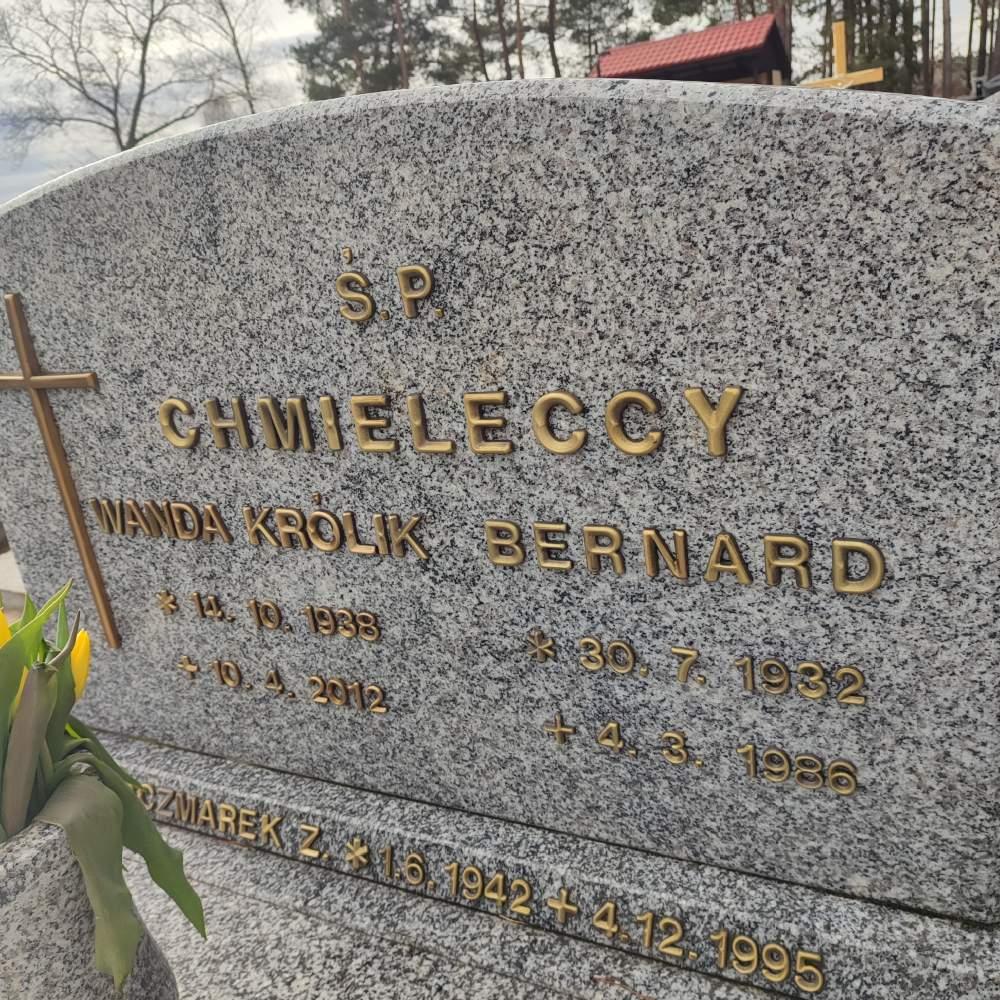 Ś.P.
CHMIELECCY
WANDA KRÓLIK BERNARD
* 14. 10. 1938 * 30. 7. 1932
+ 10. 4. 2012 + 4. 3. 1986
Z. * 1.6. 1942 + 4.12. 1995